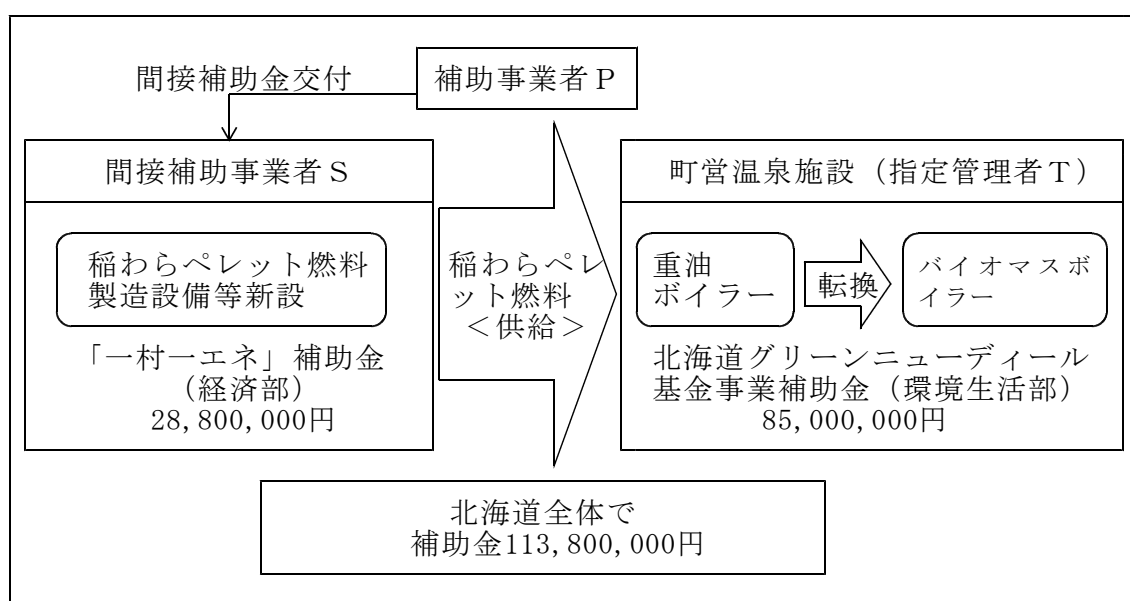 間接補助金交付
補助事業者P
間接補助事業者S
稲わらペレット燃料
製造設備等新設
「一村一エネ」補助金
(経済部)
28,800,000円
稲わらペレ
ット燃料
<供給>
町営温泉施設(指定管理者T)
重油
ボイラー
転換
バイオマスボ
イラー
北海道グリーンニューディール
基金事業補助金(環境生活部)
85,000,000円
北海道全体で
補助金113,800,000円